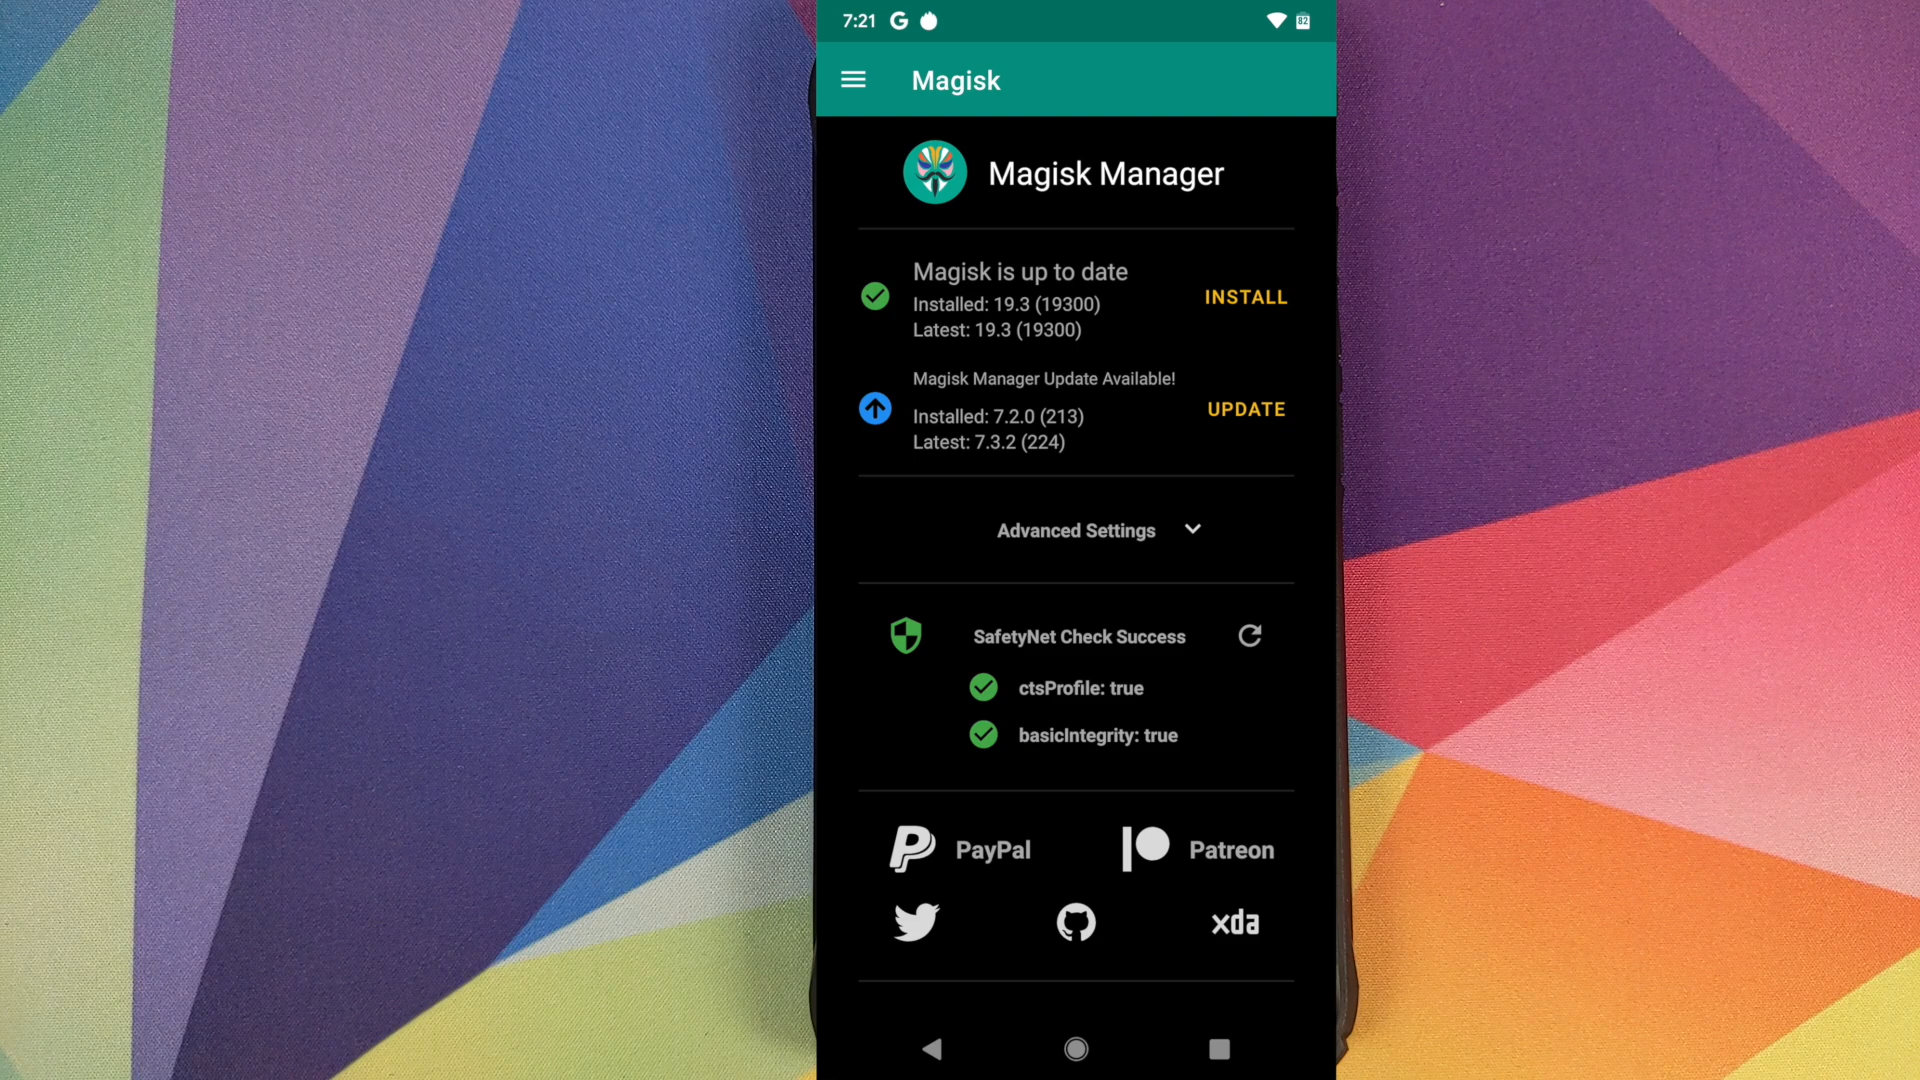 7:21
82
Magisk
Magisk Manager
Magisk is up to date
Installed: 19.3 (19300)
Latest: 19.3 (19300)
INSTALL
Magisk Manager Update Available!
Installed: 7.2.0 (213)
Latest: 7.3.2 (224)
UPDATE
Advanced Settings
SafetyNet Check Success
ctsProfile: true
basicIntegrity: true
PayPal
Patreon
xda